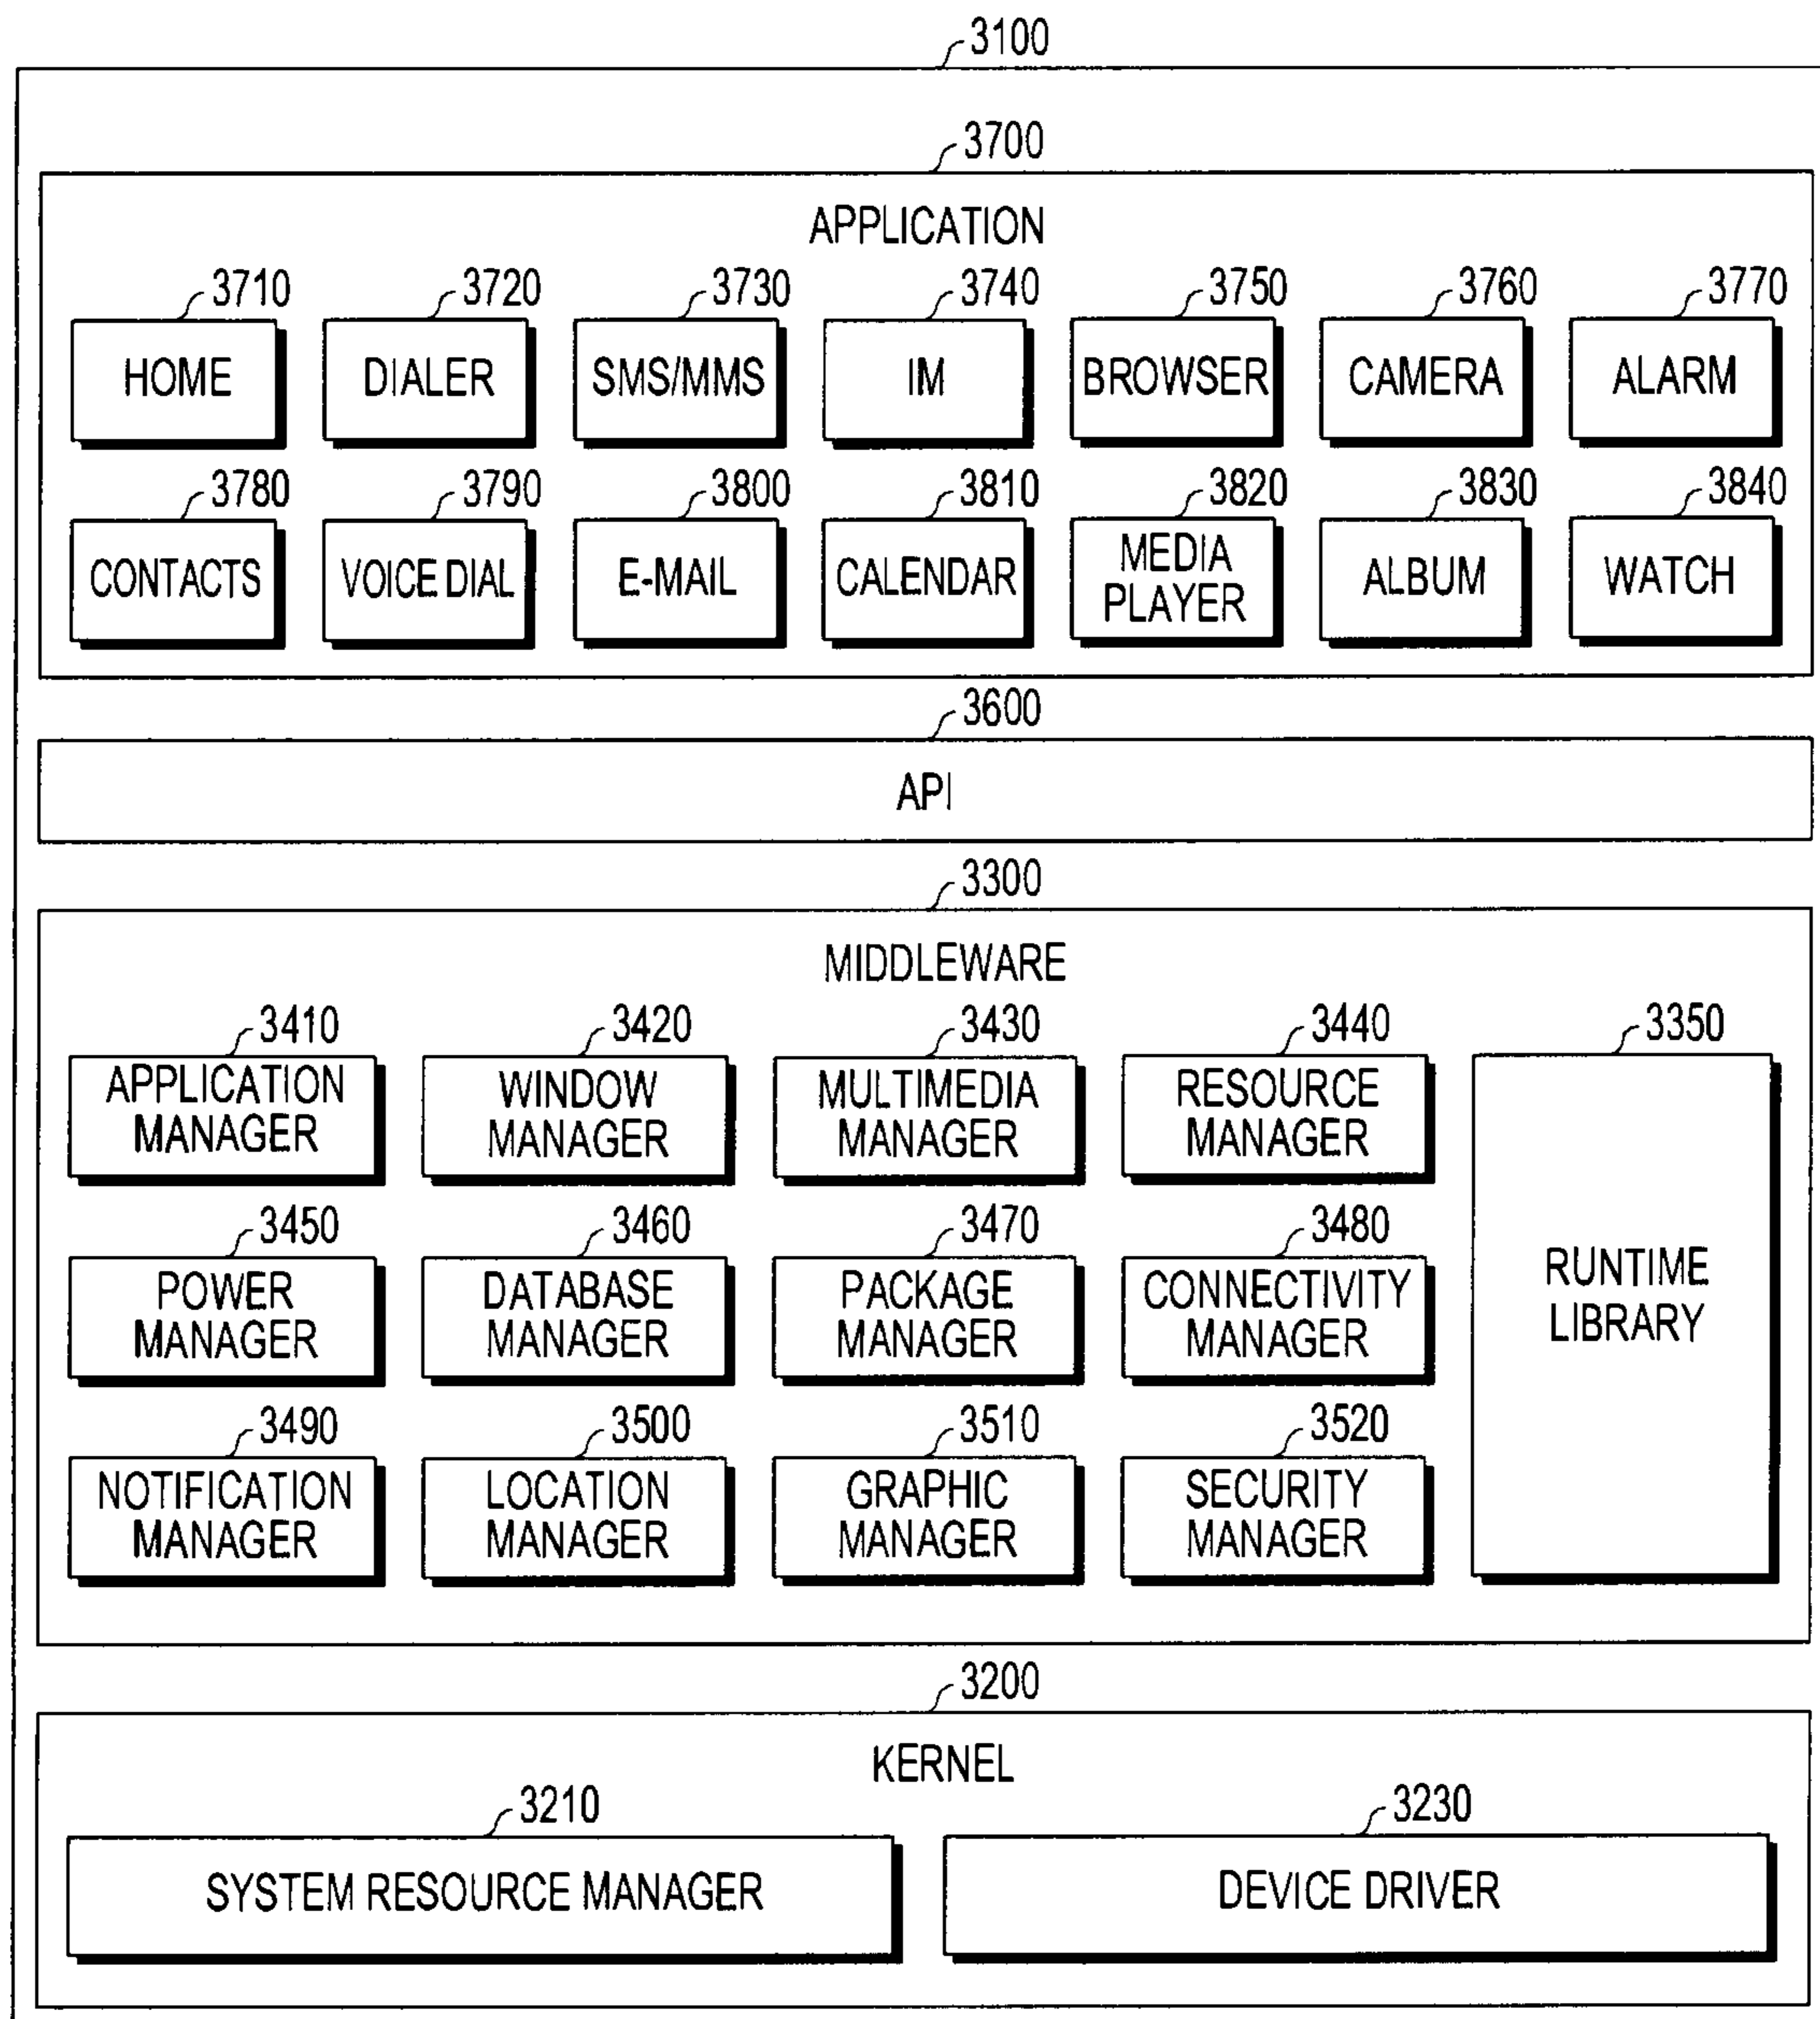 3100
3700
APPLICATION
3710 3720 3730 3740 3750 3760 3770
HOME DIALER SMS/MMS IM BROWSER CAMERA ALARM
3780 3790 3800 3810 3820 3830 3840
CONTACTS VOICE DIAL E-MAIL CALENDAR MEDIA PLAYER ALBUM WATCH
3600
API
3300
MIDDLEWARE
3410 3420 3430 3440 3350
APPLICATION MANAGER WINDOW MANAGER MULTIMEDIA MANAGER RESOURCE MANAGER
3450 3460 3470 3480
POWER MANAGER DATABASE MANAGER PACKAGE MANAGER CONNECTIVITY MANAGER RUNTIME LIBRARY
3490 3500 3510 3520
NOTIFICATION MANAGER LOCATION MANAGER GRAPHIC MANAGER SECURITY MANAGER
3200
KERNEL
3210 3230
SYSTEM RESOURCE MANAGER DEVICE DRIVER